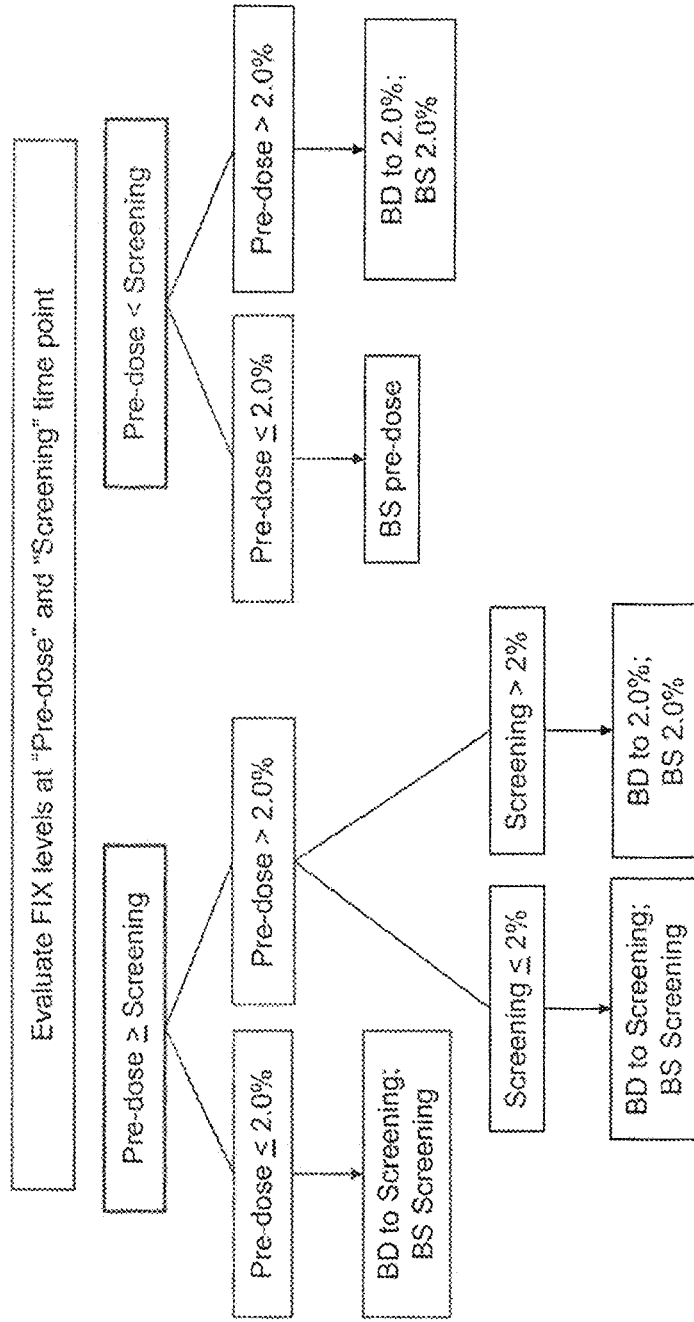 Evaluate FIX levels at "Pre-dose" and "Screening" time point
Pre-dose ≥ Screening
Pre-dose < Screening
Pre-dose ≤ 2.0%
Pre-dose > 2.0%
Pre-dose ≤ 2.0%
Pre-dose > 2.0%
BD to Screening;
BS Screening
BS pre-dose
BD to 2.0%;
BS 2.0%
Screening ≤ 2%
Screening > 2%
BD to Screening;
BS Screening
BD to 2.0%;
BS 2.0%